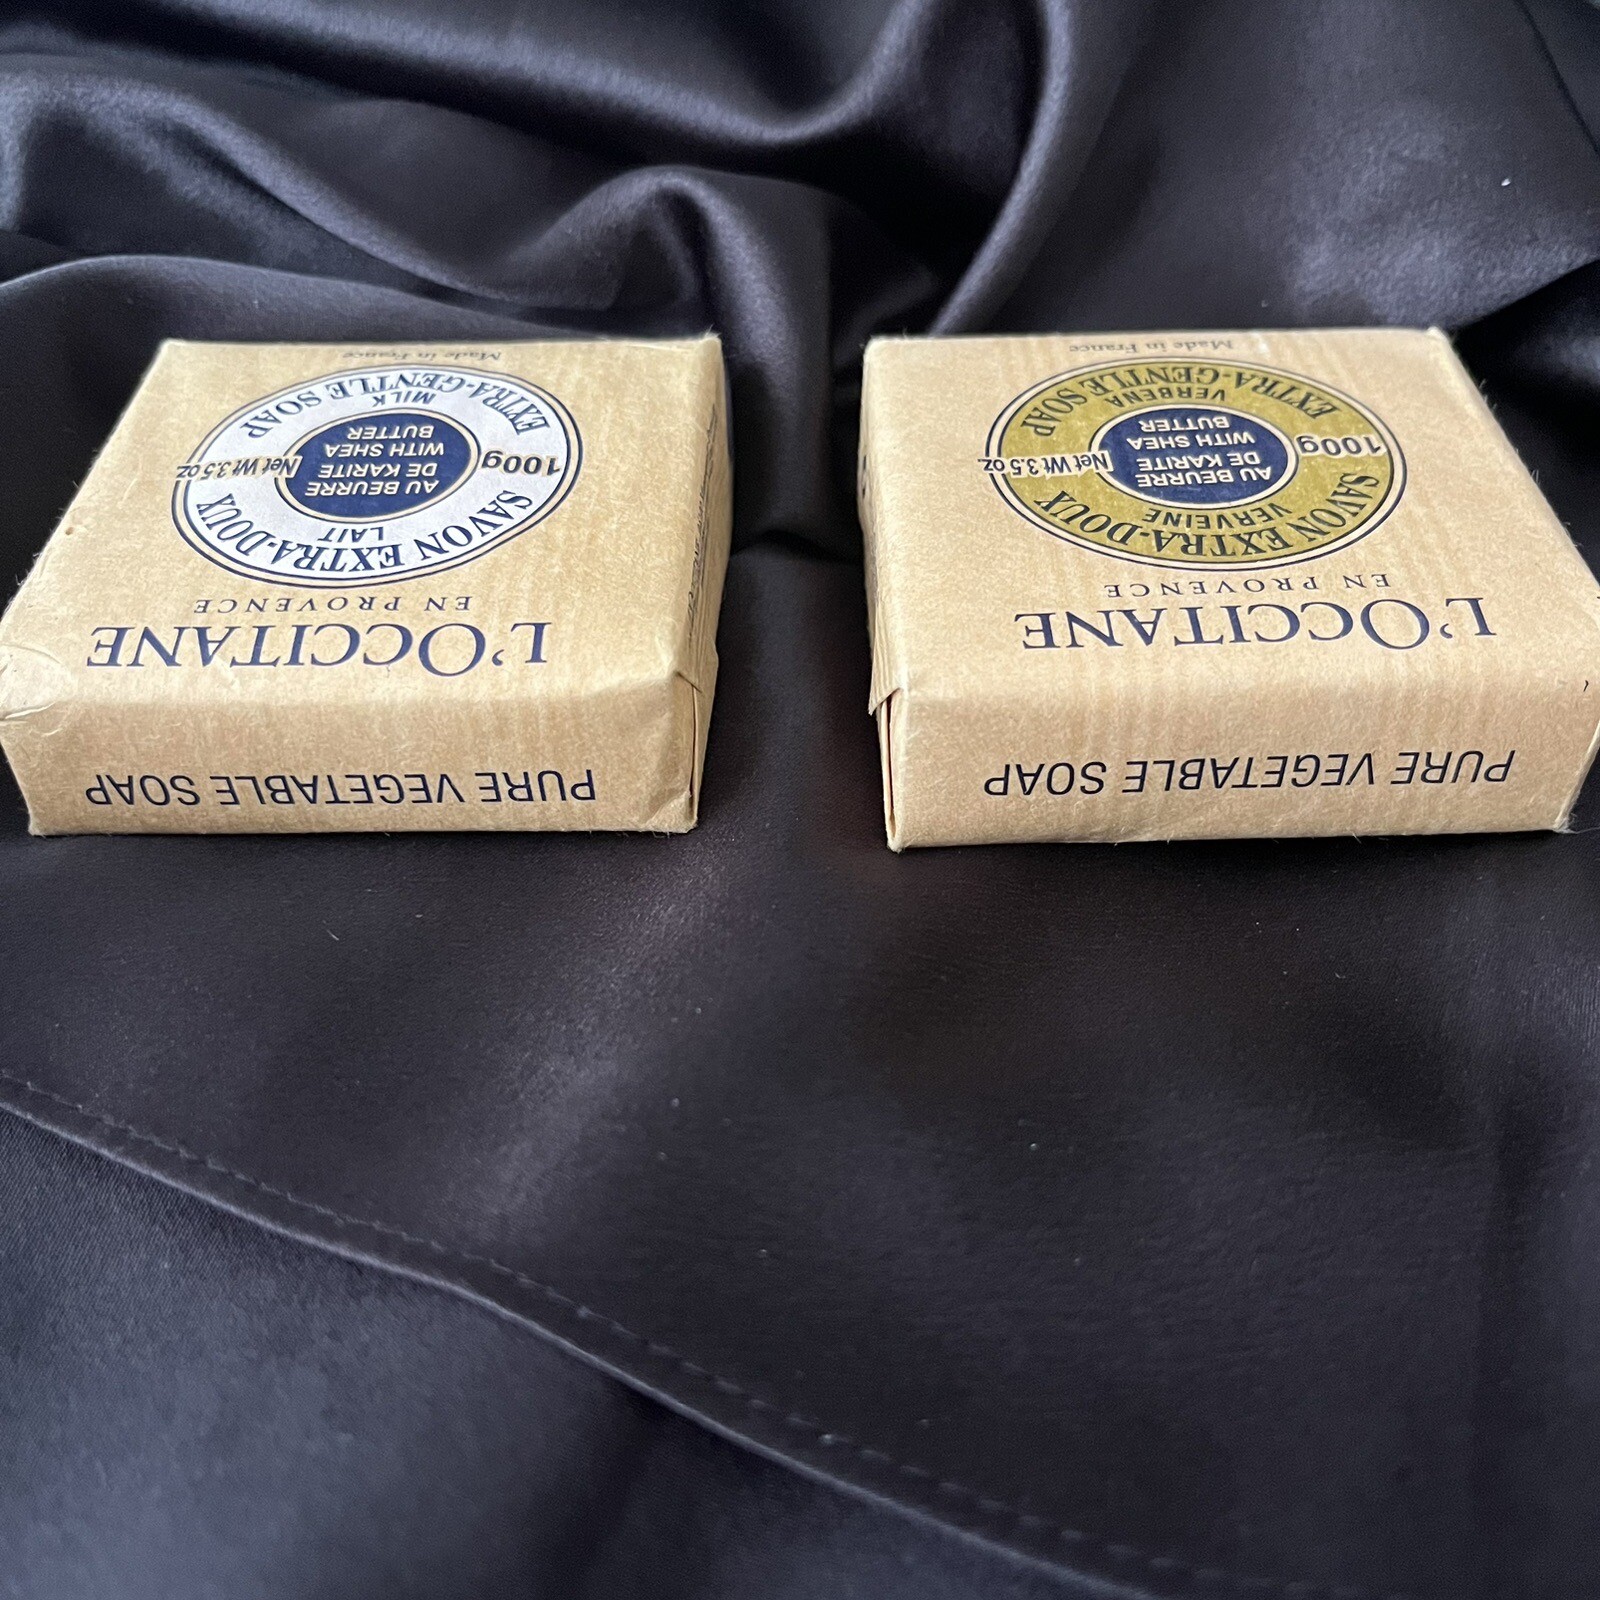 L'OCCITANE
EN PROVENCE
SAVON EXTRA-DOUX
LAIT
100g
AU BEURRE
DE KARITE
WITH SHEA
BUTTER
Net Wt 3.5 oz.
MILK
EXTRA-GENTLE SOAP
Made in France
PURE VEGETABLE SOAP
L'OCCITANE
EN PROVENCE
SAVON EXTRA-DOUX
VERVEINE
100g
AU BEURRE
DE KARITE
WITH SHEA
BUTTER
Net Wt 3.5 oz.
VERBENA
EXTRA-GENTLE SOAP
Made in France
PURE VEGETABLE SOAP